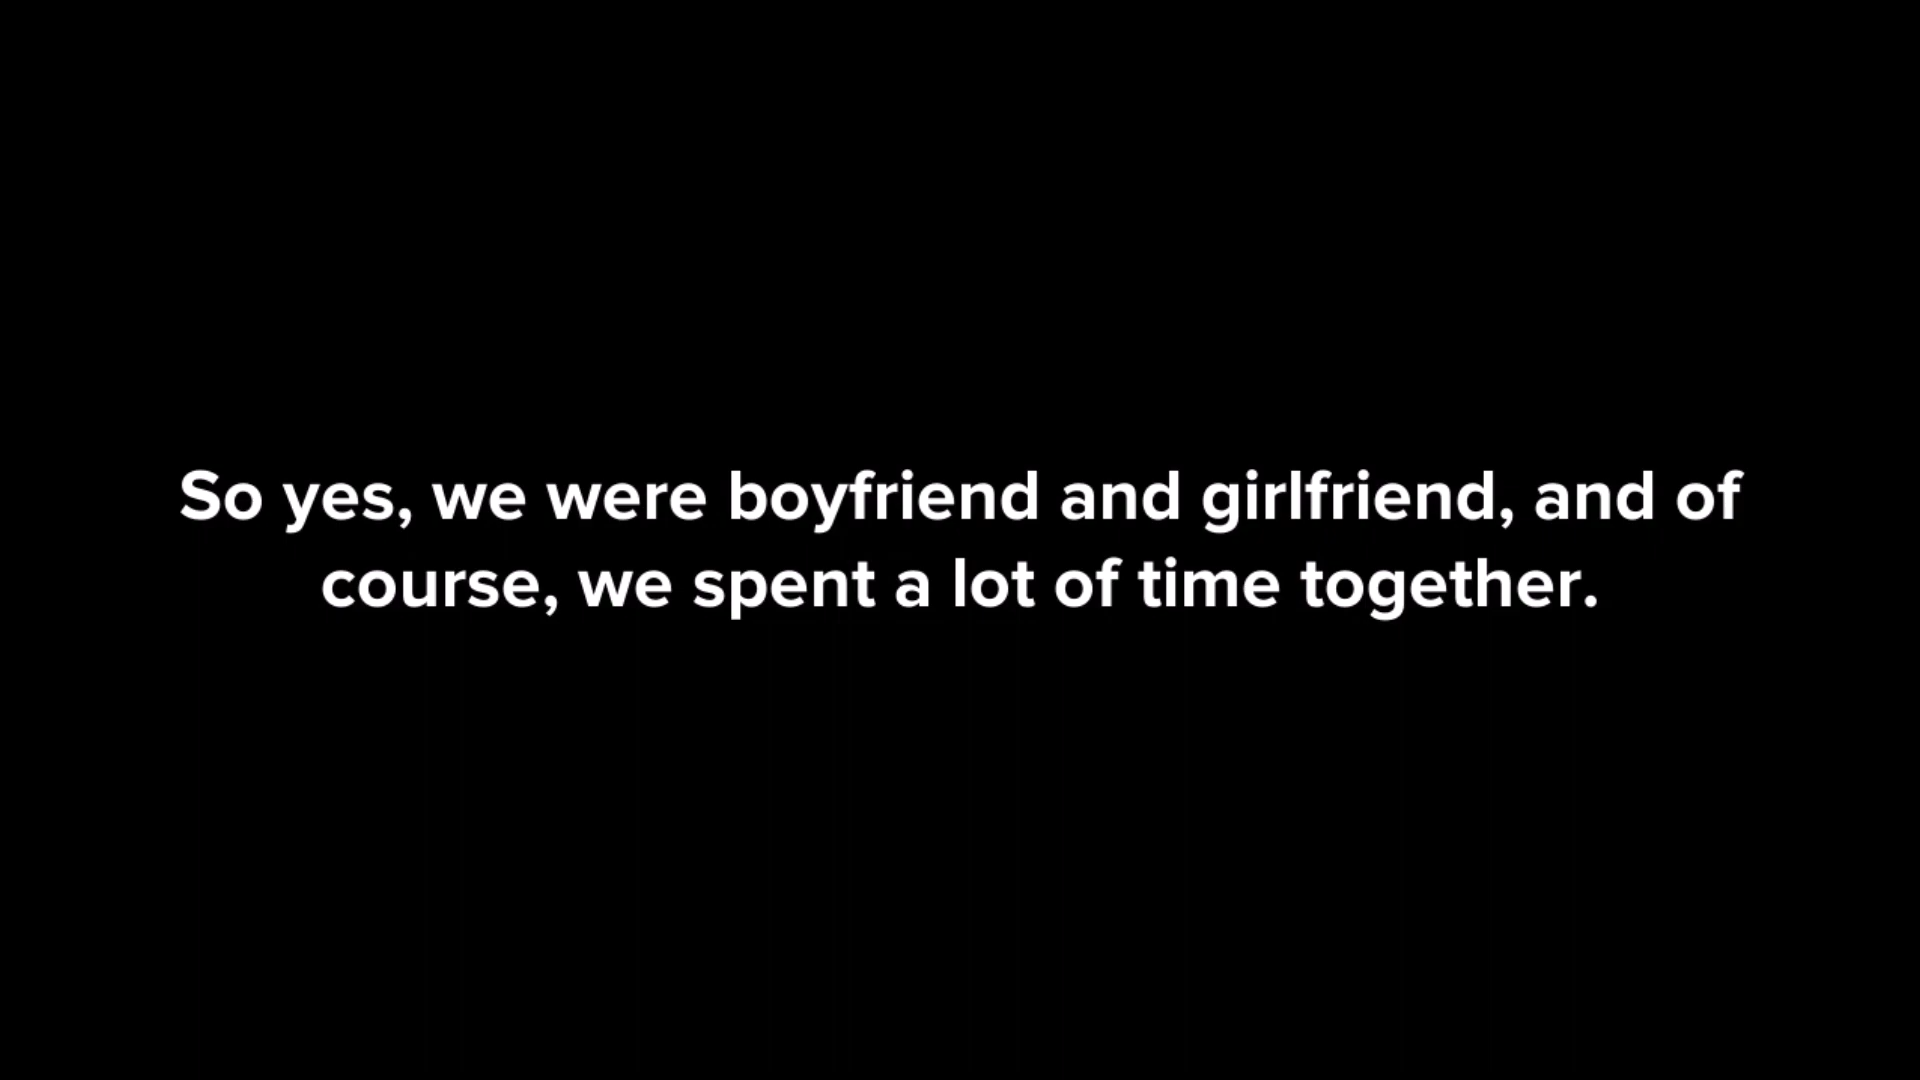 So yes, we were boyfriend and girlfriend, and of
course, we spent a lot of time together.